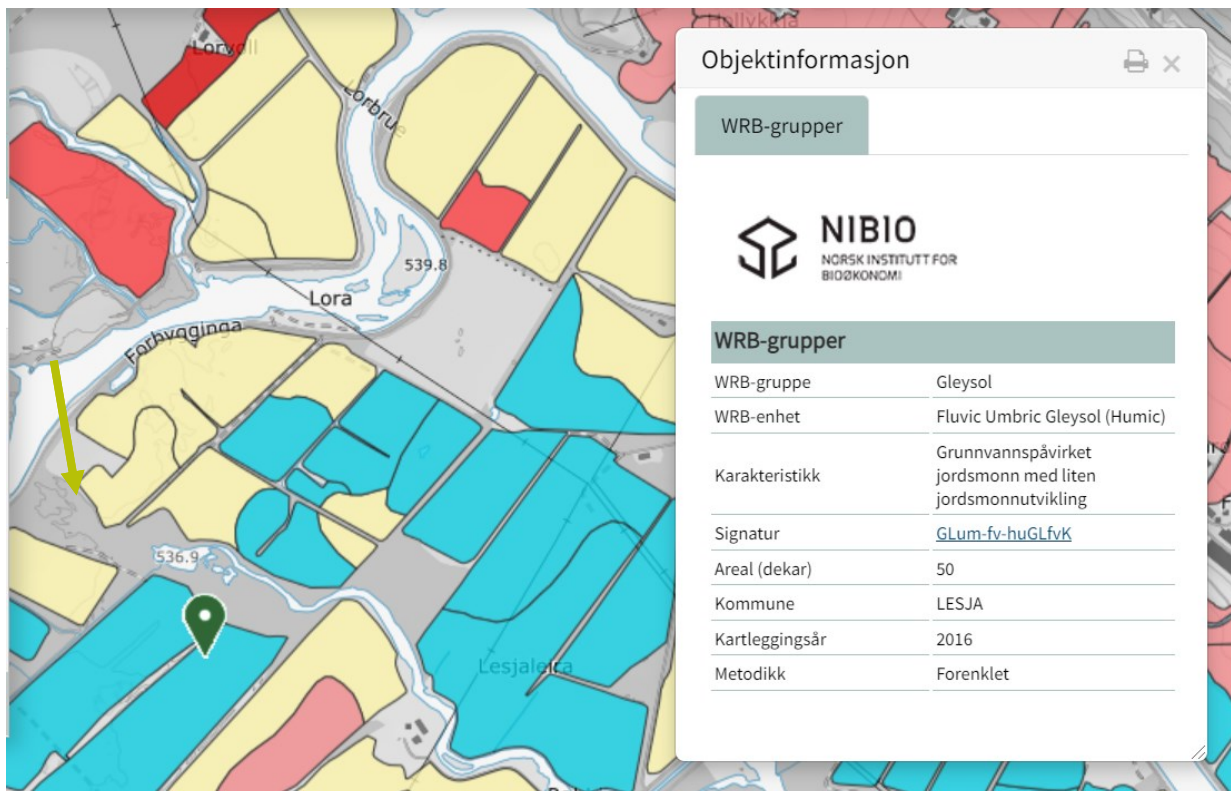 Lorvoll
Lorbrue
539.8
Lora
Forbygginga
536.9
Lesjaleira
Objektinformasjon
WRB-grupper
NIBIO
NORSK INSTITUTT FOR
BIOØKONOMI
WRB-grupper
WRB-gruppe Gleysol
WRB-enhet Fluvic Umbric Gleysol (Humic)
Karakteristikk Grunnvannspåvirket
jordsmonn med liten
jordsmonnutvikling
Signatur GLum-fv-huGLfvK
Areal (dekar) 50
Kommune LESJA
Kartleggingsår 2016
Metodikk Forenklet